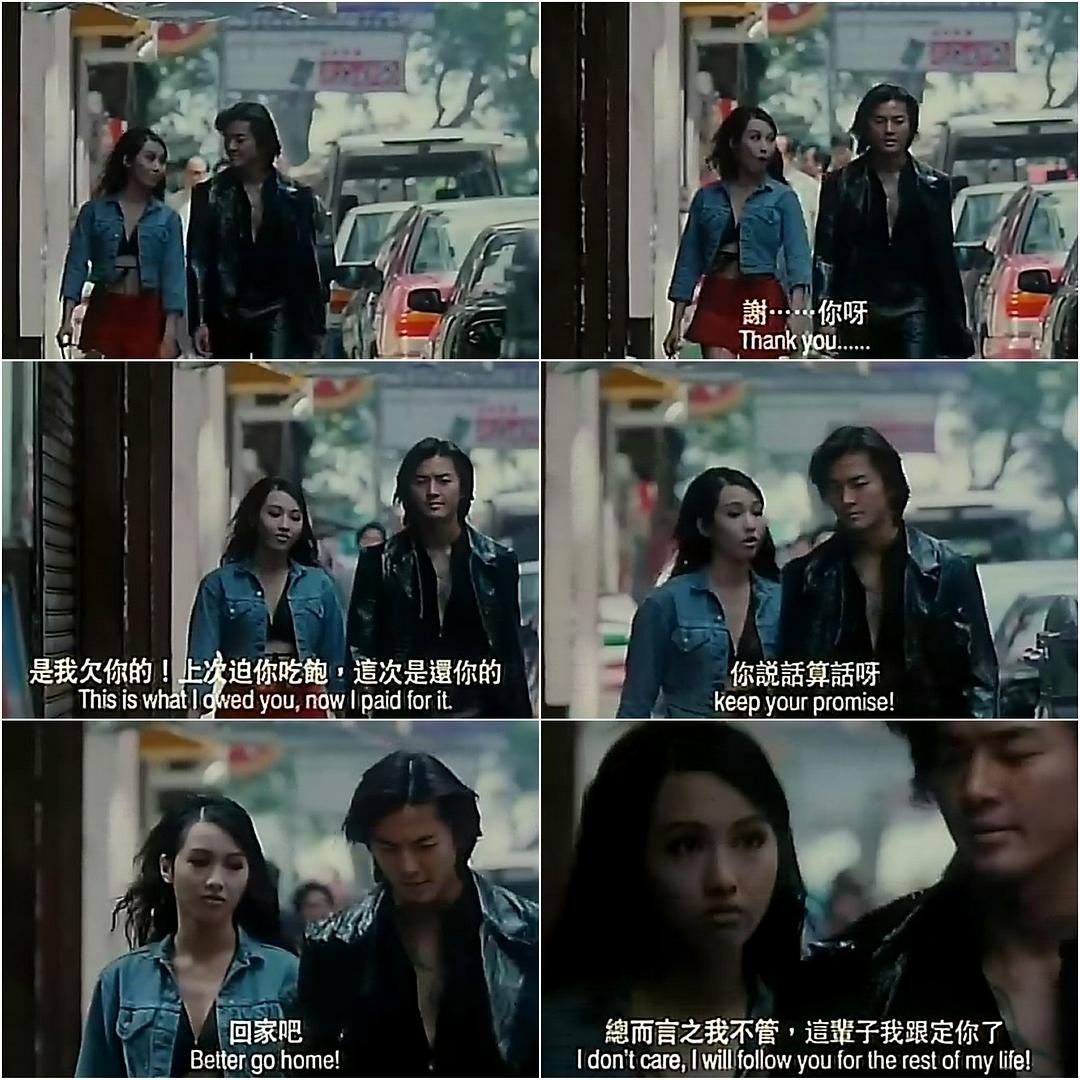 謝……你呀
Thank you......
是我欠你的！上次迫你吃飽，這次是還你的
This is what I owed you, now I paid for it.
你説話算話呀
keep your promise!
回家吧
Better go home!
總而言之我不管，這輩子我跟定你了
I don't care, I will follow you for the rest of my life!